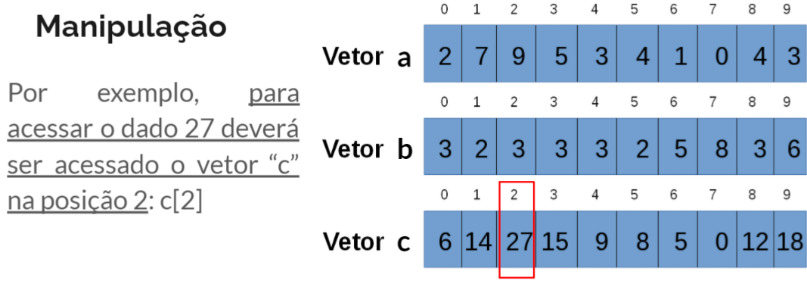 Manipulação
Por exemplo, para
acessar o dado 27 deverá
ser acessado o vetor “c”
na posição 2: c[2]
0 1 2 3 4 5 6 7 8 9
Vetor a 2 7 9 5 3 4 1 0 4 3
0 1 2 3 4 5 6 7 8 9
Vetor b 3 2 3 3 3 2 5 8 3 6
0 1 2 3 4 5 6 7 8 9
Vetor c 6 14 27 15 9 8 5 0 12 18